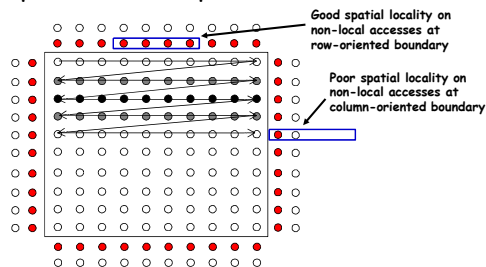 Good spatial locality on
non-local accesses at
row-oriented boundary
Poor spatial locality on
non-local accesses at
column-oriented boundary